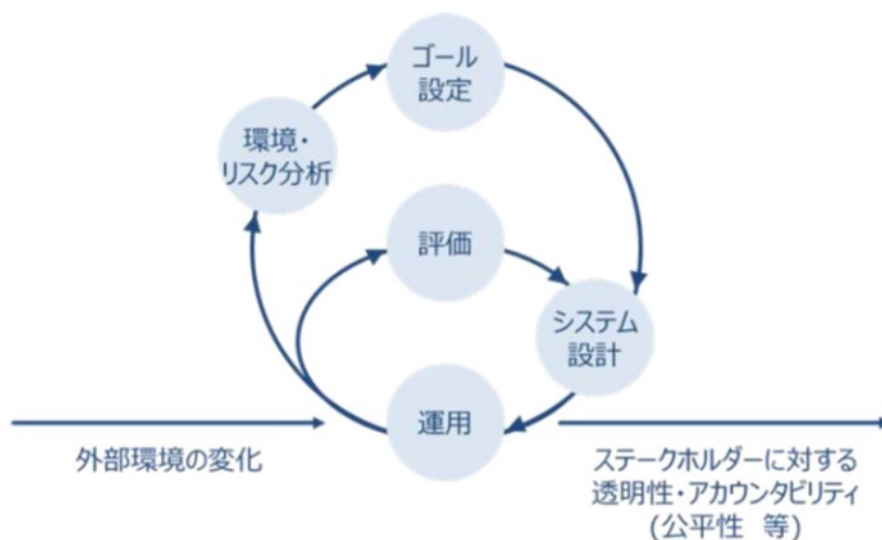 ゴール
設定
環境・
リスク分析
評価
システム
設計
運用
外部環境の変化
ステークホルダーに対する
透明性・アカウンタビリティ
(公平性 等)